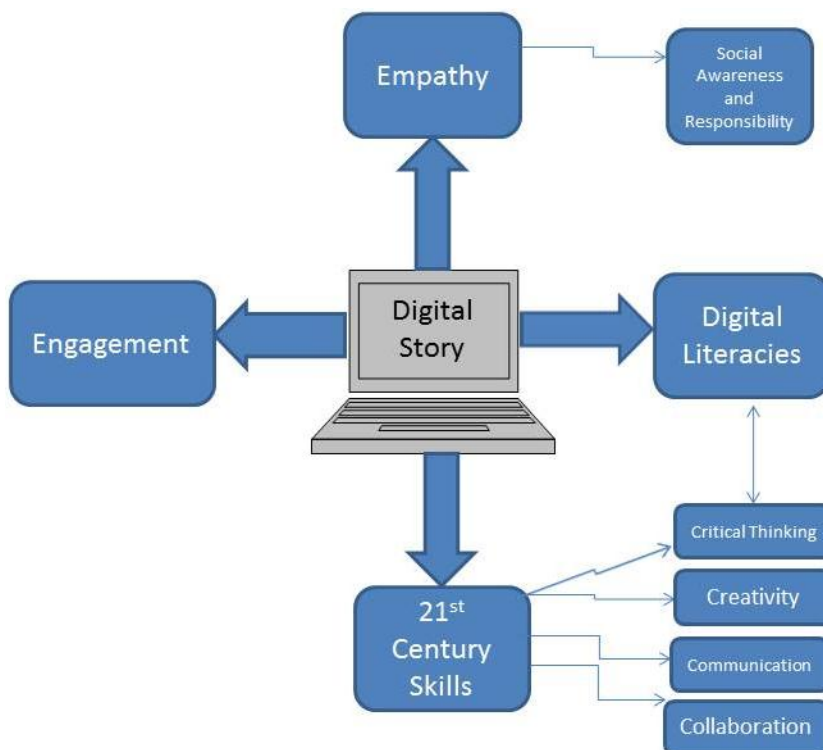 Empathy
Social
Awareness
and
Responsibility
Engagement
Digital
Story
Digital
Literacies
21st
Century
Skills
Critical Thinking
Creativity
Communication
Collaboration